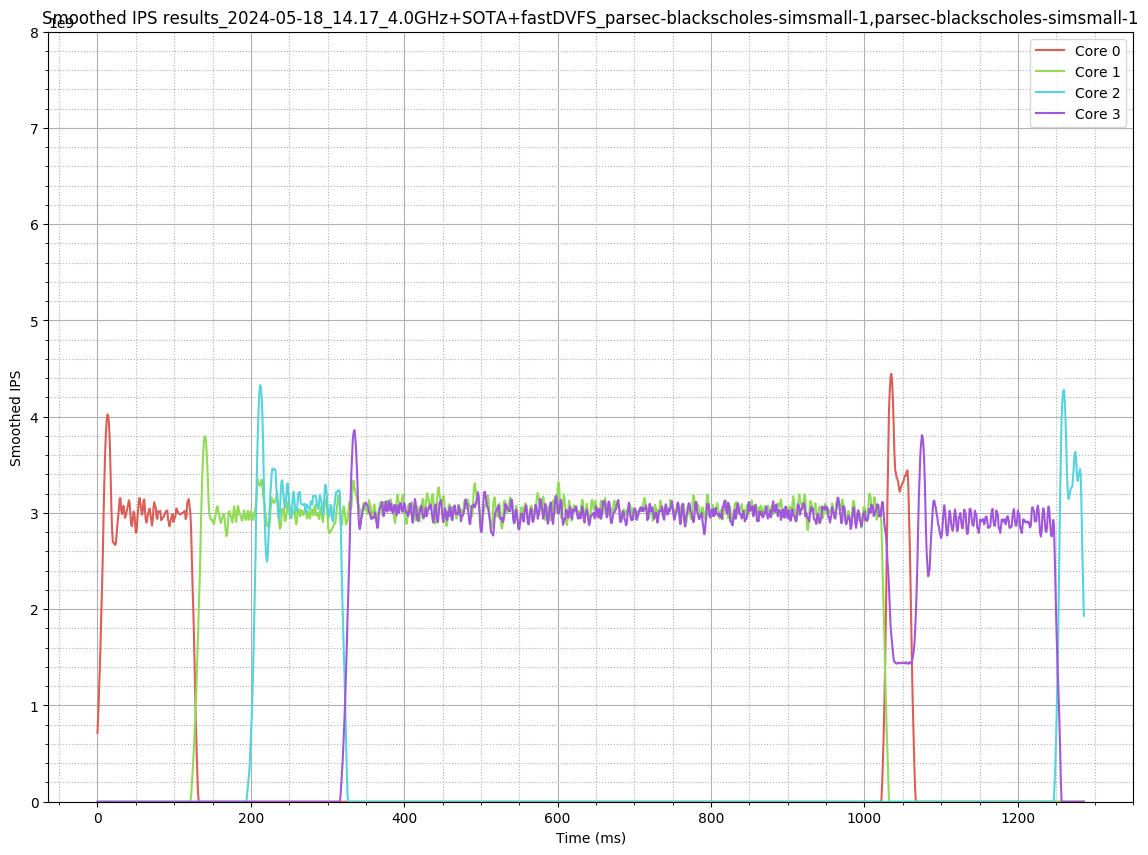 Smoothed IPS results_2024-05-18_14.17_4.0GHz+SOTA+fastDVFS_parsec-blackscholes-simsmall-1,parsec-blackscholes-simsmall-1
1e9
8
7
6
5
4
3
2
1
0
Smoothed IPS
Core 0
Core 1
Core 2
Core 3
0 200 400 600 800 1000 1200
Time (ms)